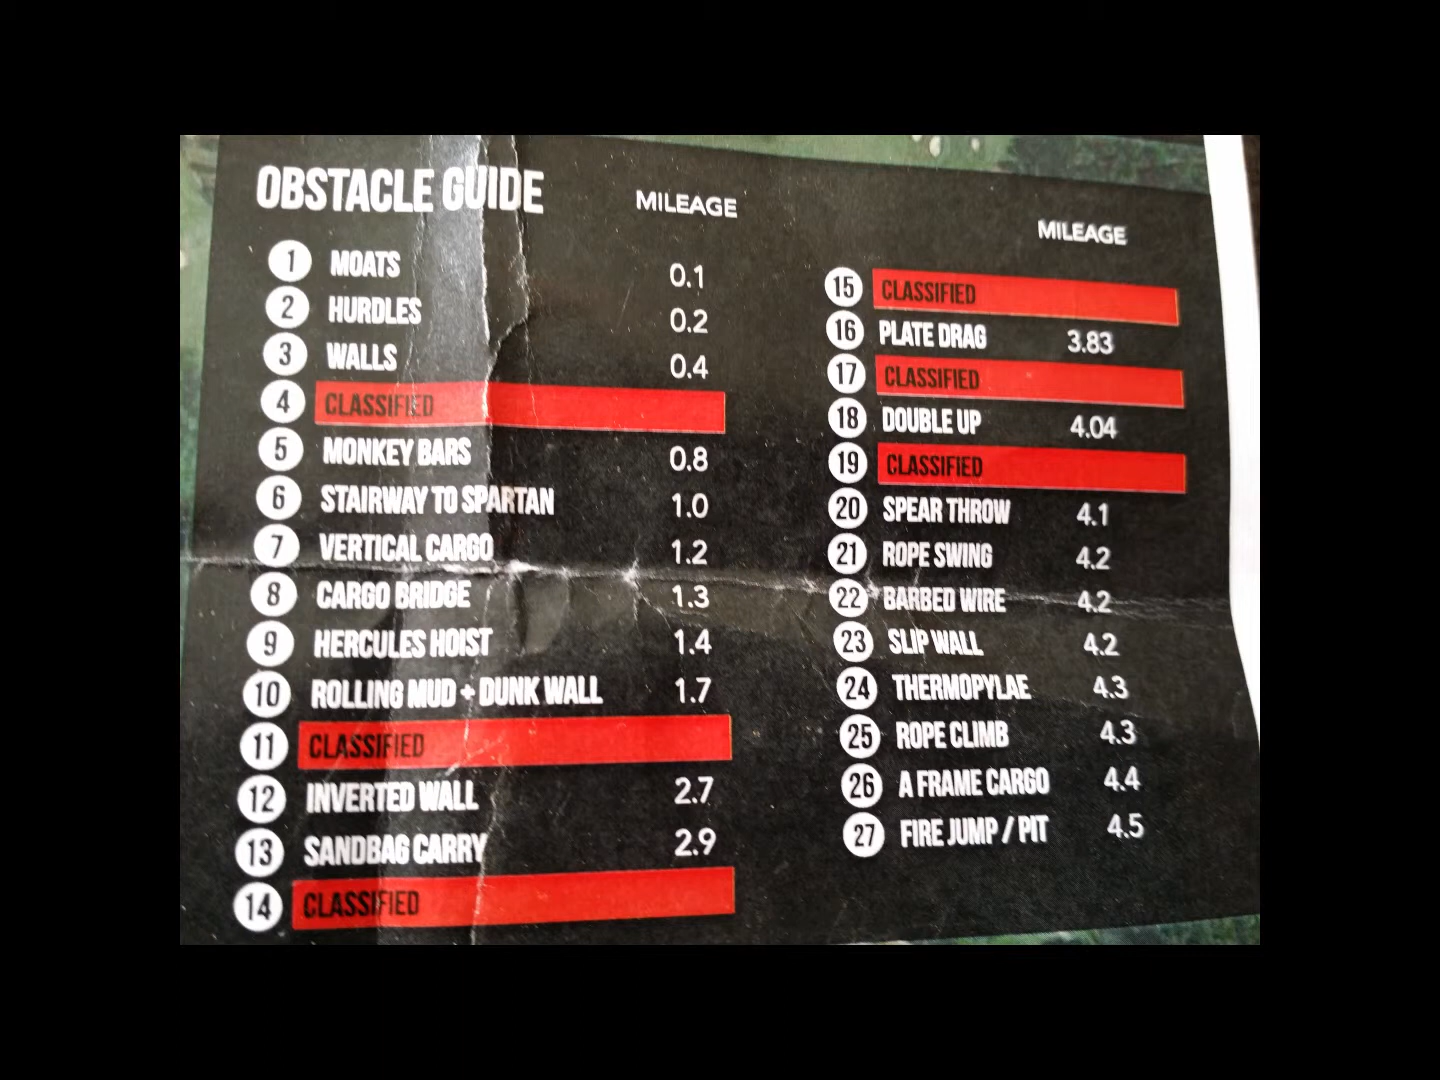 OBSTACLE GUIDE MILEAGE
1 MOATS 0.1
2 HURDLES 0.2
3 WALLS 0.4
4 CLASSIFIED
5 MONKEY BARS 0.8
6 STAIRWAY TO SPARTAN 1.0
7 VERTICAL CARGO 1.2
8 CARGO BRIDGE 1.3
9 HERCULES HOIST 1.4
10 ROLLING MUD + DUNK WALL 1.7
11 CLASSIFIED
12 INVERTED WALL 2.7
13 SANDBAG CARRY 2.9
14 CLASSIFIED
MILEAGE
15 CLASSIFIED
16 PLATE DRAG 3.83
17 CLASSIFIED
18 DOUBLE UP 4.04
19 CLASSIFIED
20 SPEAR THROW 4.1
21 ROPE SWING 4.2
22 BARBED WIRE 4.2
23 SLIP WALL 4.2
24 THERMOPYLAE 4.3
25 ROPE CLIMB 4.3
26 A FRAME CARGO 4.4
27 FIRE JUMP / PIT 4.5